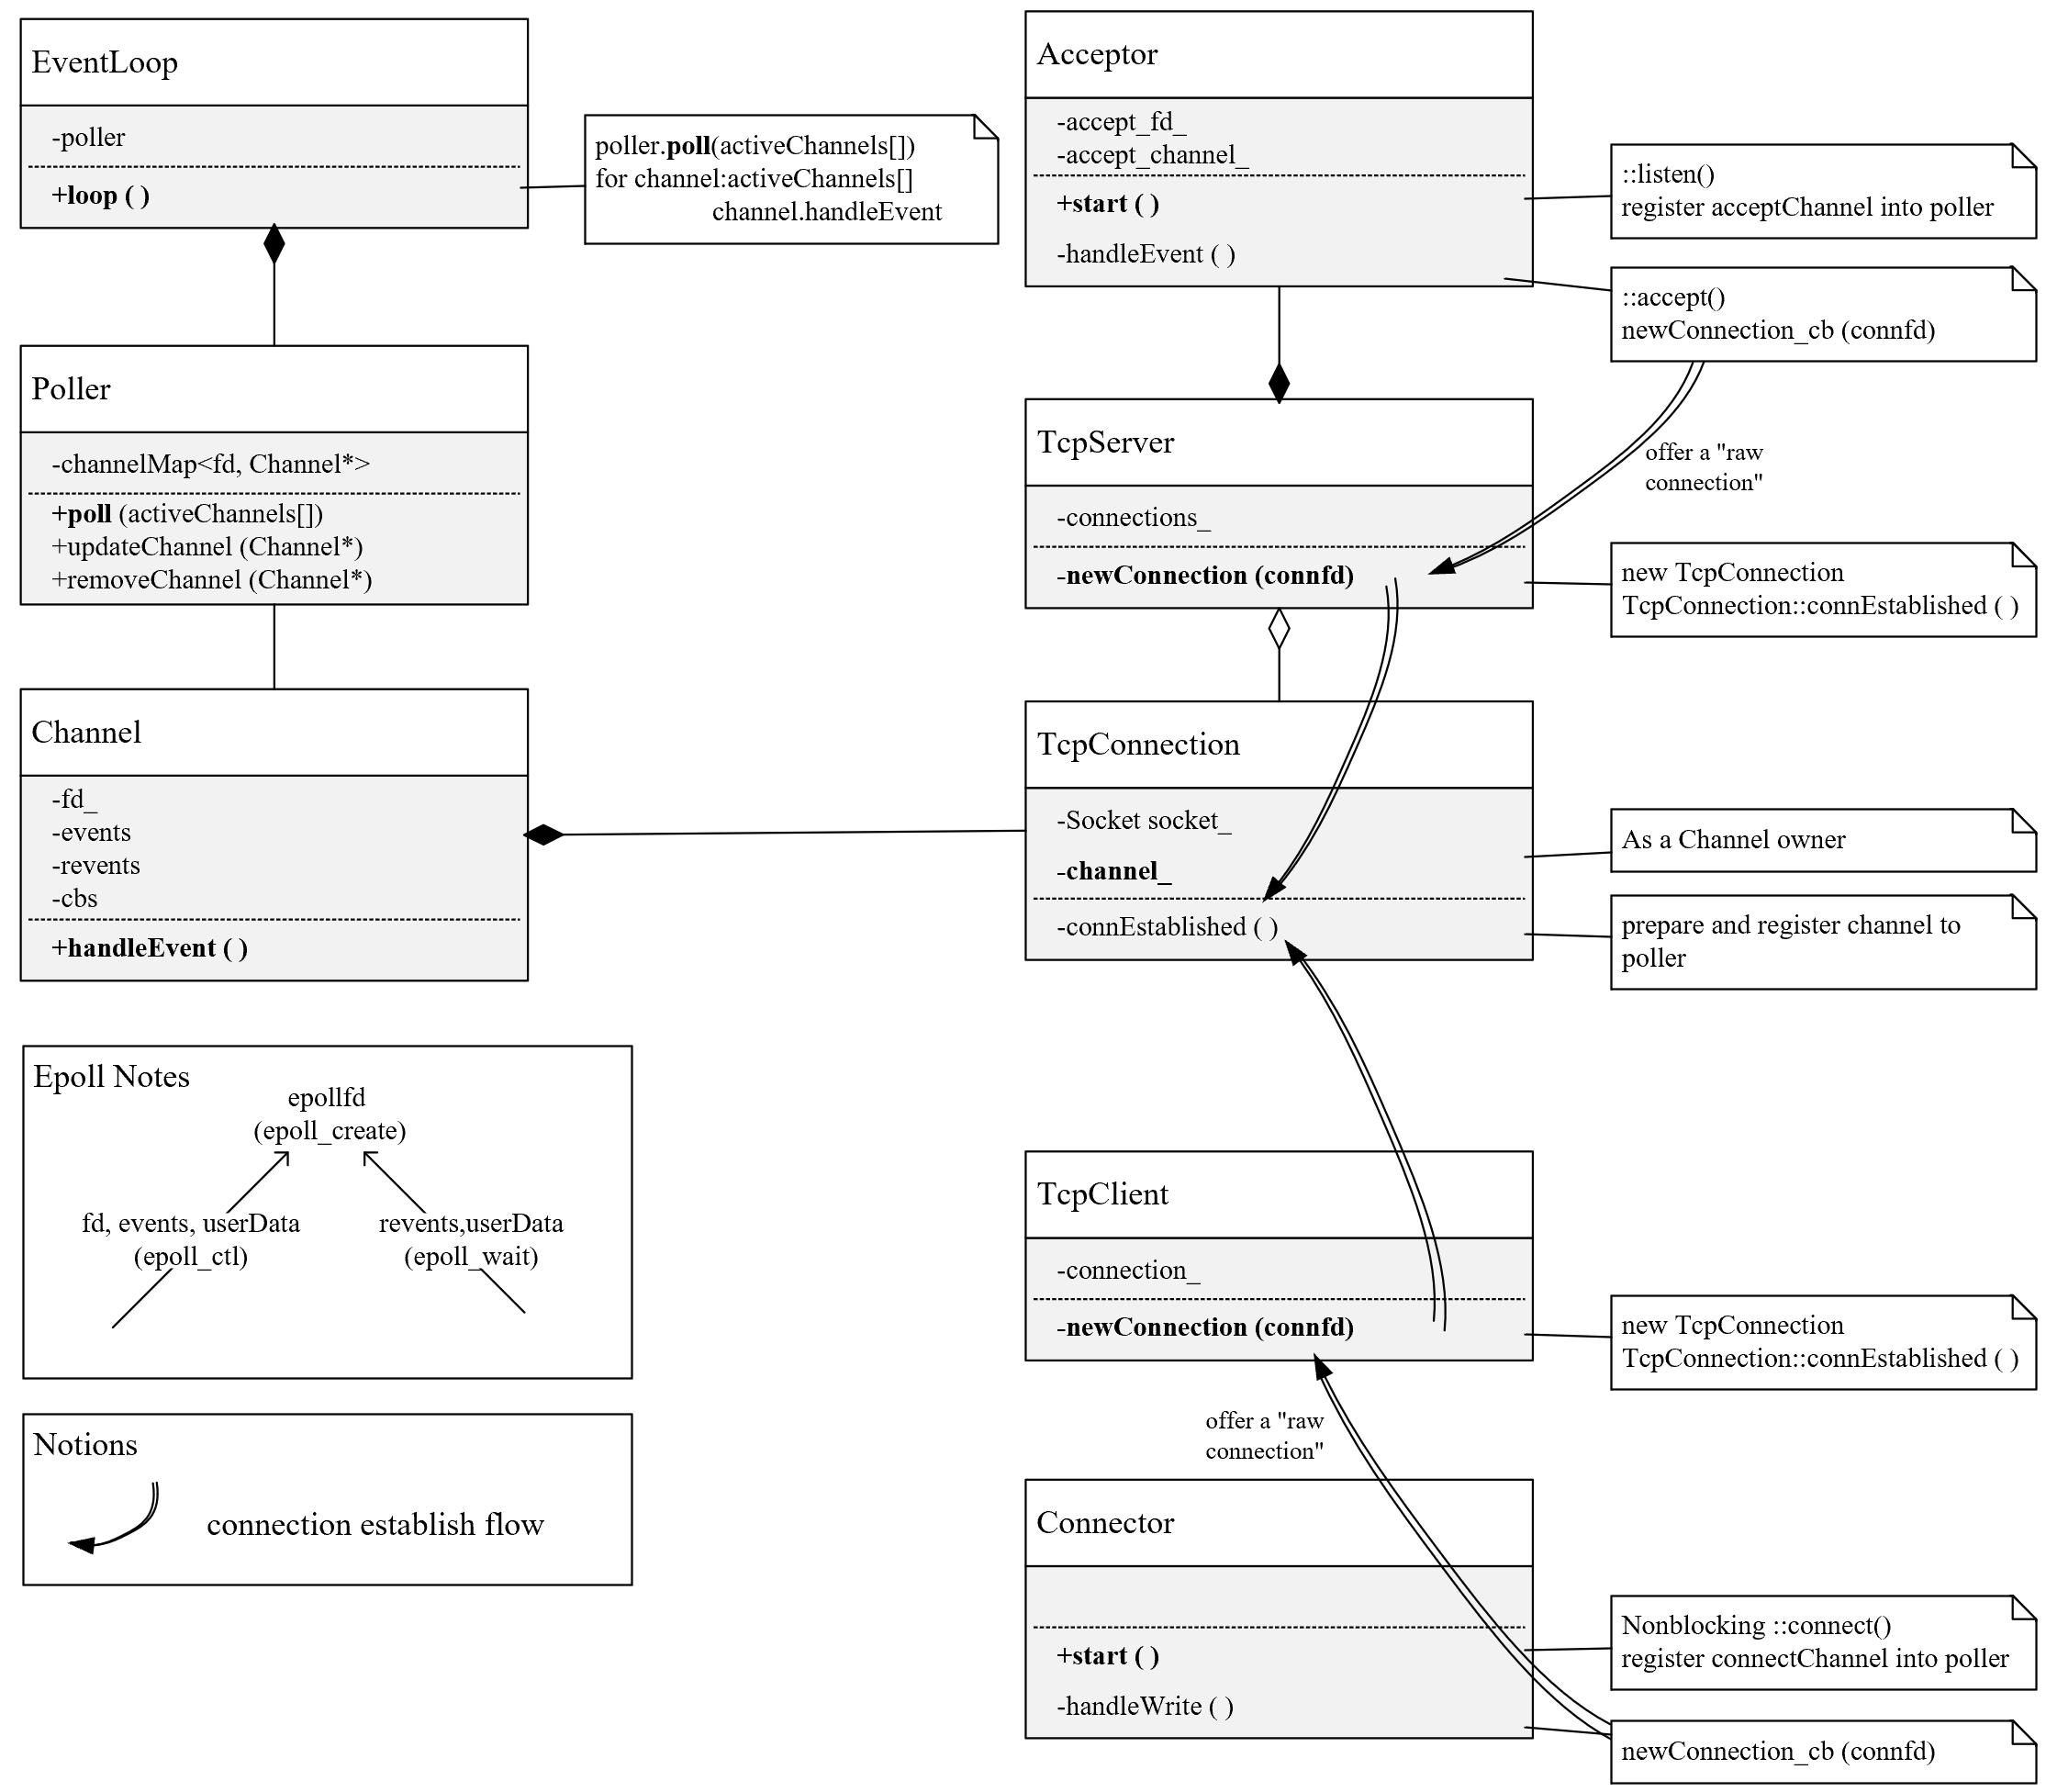 EventLoop
-poller
+loop ( )
poller.poll(activeChannels[])
for channel:activeChannels[]
channel.handleEvent
Poller
-channelMap<fd, Channel*>
+poll (activeChannels[])
+updateChannel (Channel*)
+removeChannel (Channel*)
Channel
-fd_
-events
-revents
-cbs
+handleEvent ( )
Epoll Notes
epollfd
(epoll_create)
fd, events, userData
(epoll_ctl)
revents,userData
(epoll_wait)
Notions
connection establish flow
Acceptor
-accept_fd_
-accept_channel_
+start ( )
-handleEvent ( )
::listen()
register acceptChannel into poller
::accept()
newConnection_cb (connfd)
offer a "raw
connection"
TcpServer
-connections_
-newConnection (connfd)
new TcpConnection
TcpConnection::connEstablished ( )
TcpConnection
-Socket socket_
-channel_
-connEstablished ( )
As a Channel owner
prepare and register channel to
poller
TcpClient
-connection_
-newConnection (connfd)
new TcpConnection
TcpConnection::connEstablished ( )
offer a "raw
connection"
Connector
+start ( )
-handleWrite ( )
Nonblocking ::connect()
register connectChannel into poller
newConnection_cb (connfd)